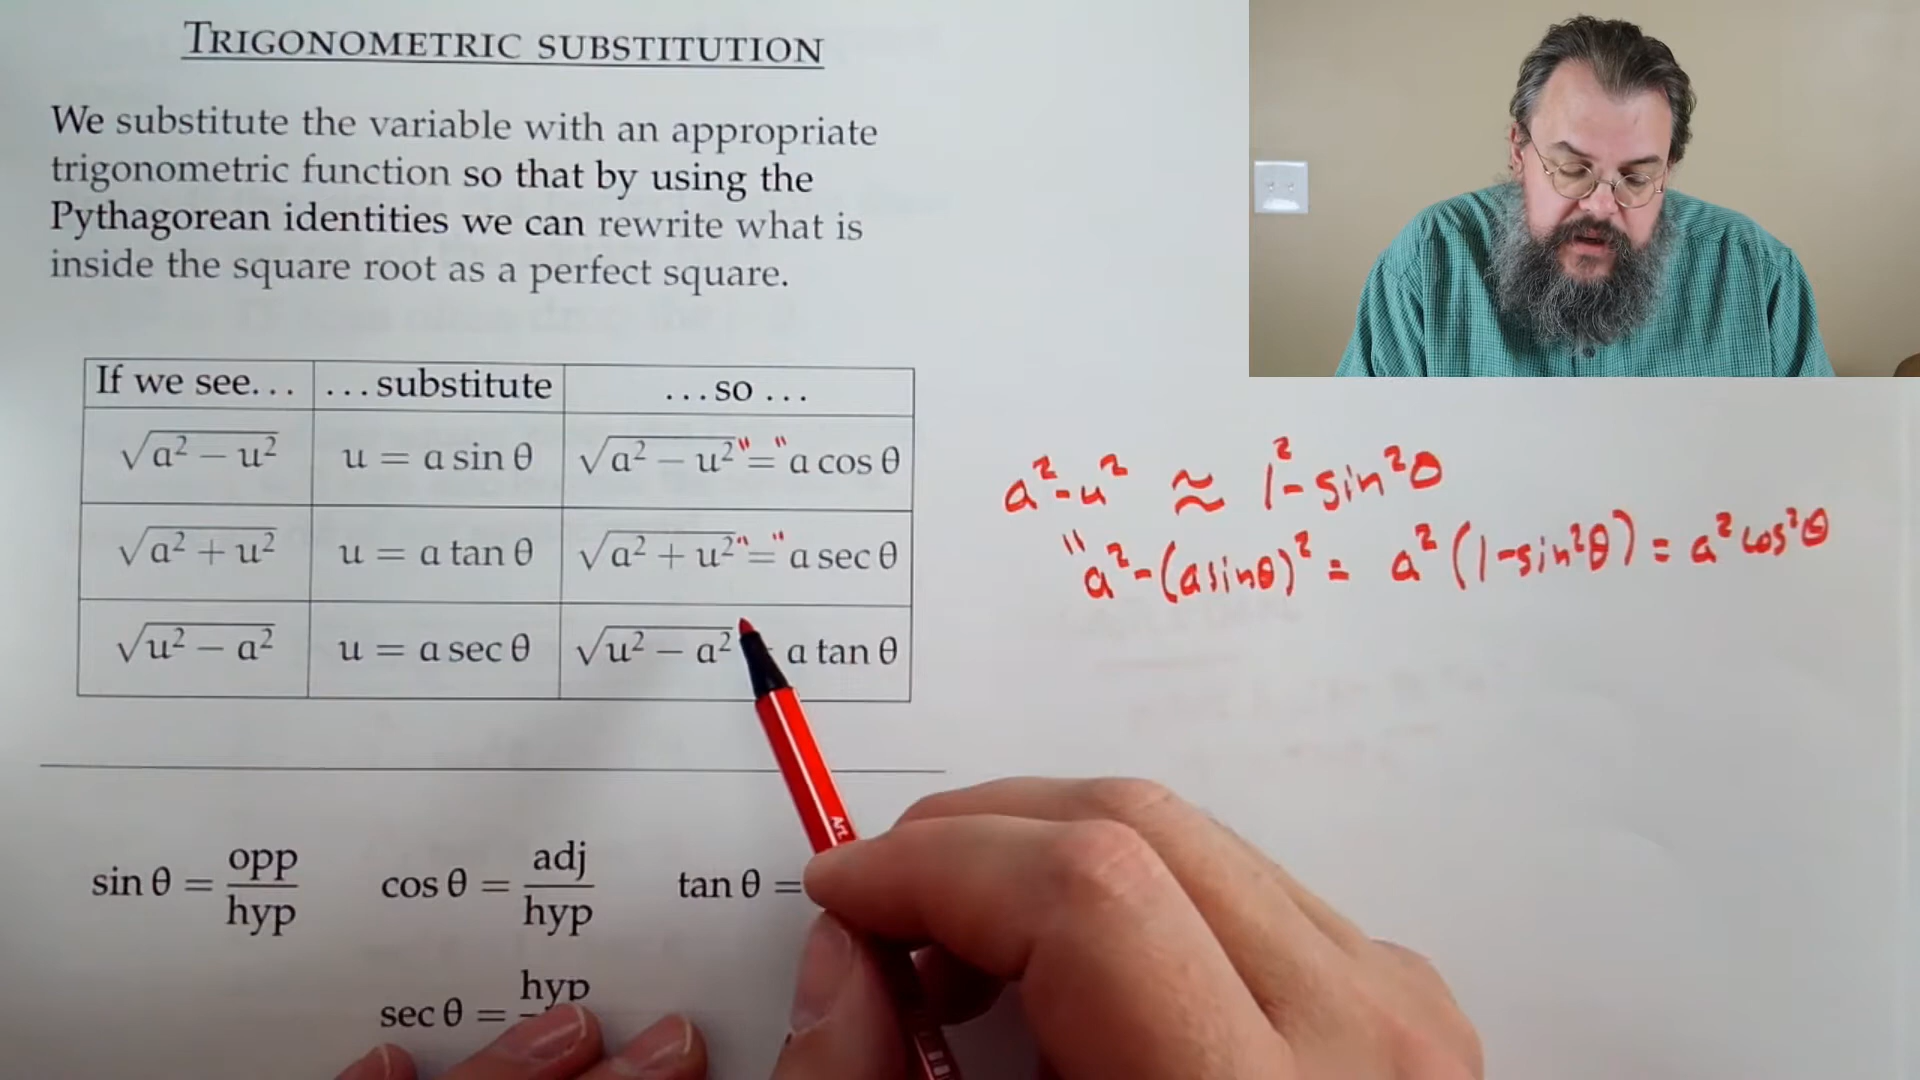 TRIGONOMETRIC SUBSTITUTION
We substitute the variable with an appropriate
trigonometric function so that by using the
Pythagorean identities we can rewrite what is
inside the square root as a perfect square.
If we see... ...substitute ...so...
√(a² − u²) u = a sin θ √(a² − u²) "=" a cos θ
√(a² + u²) u = a tan θ √(a² + u²) "=" a sec θ
√(u² − a²) u = a sec θ √(u² − a²) a tan θ
sin θ = opp/hyp cos θ = adj/hyp tan θ =
sec θ = hyp
a² - u² ≈ 1² - sin²θ
" a² - (a sin θ)² = a² (1 - sin²θ) = a² cos²θ
Art